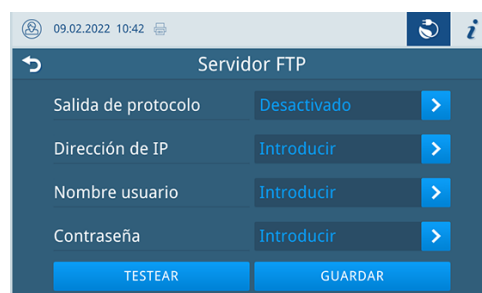 09.02.2022 10:42
i
Servidor FTP
Salida de protocolo Desactivado
Dirección de IP Introducir
Nombre usuario Introducir
Contraseña Introducir
TESTEAR GUARDAR